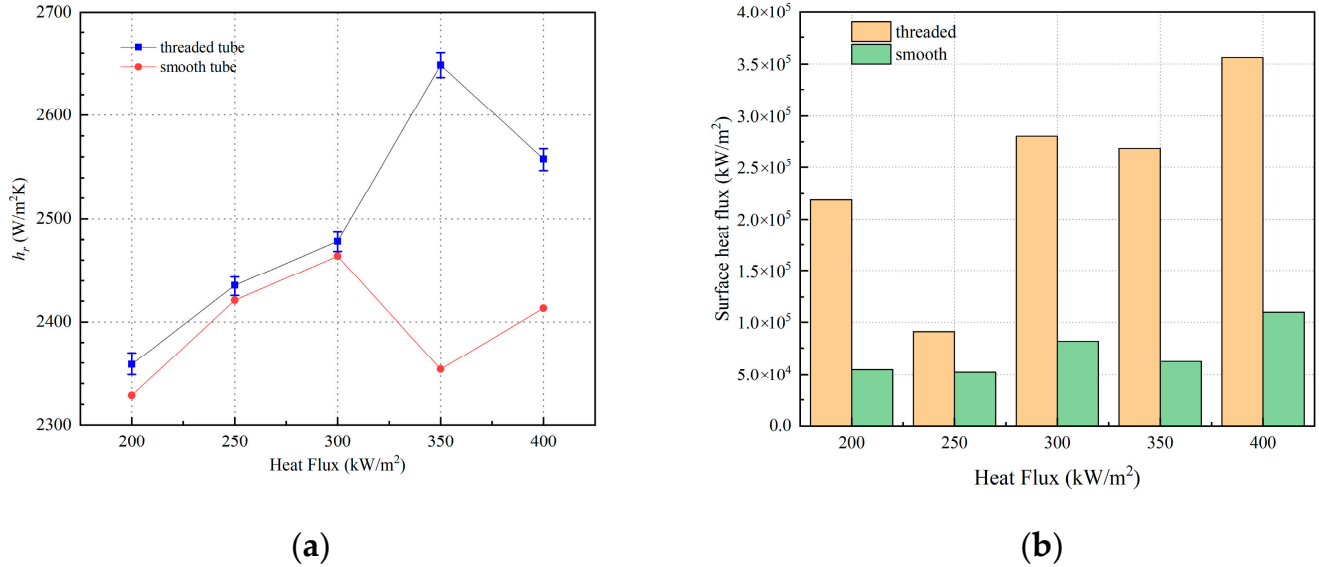 2700
2600
2500
2400
2300
hᵣ (W/m²K)
threaded tube
smooth tube
200 250 300 350 400
Heat Flux (kW/m²)
(a)
4.0×10⁵
3.5×10⁵
3.0×10⁵
2.5×10⁵
2.0×10⁵
1.5×10⁵
1.0×10⁵
5.0×10⁴
0.0
Surface heat flux (kW/m²)
threaded
smooth
200 250 300 350 400
Heat Flux (kW/m²)
(b)